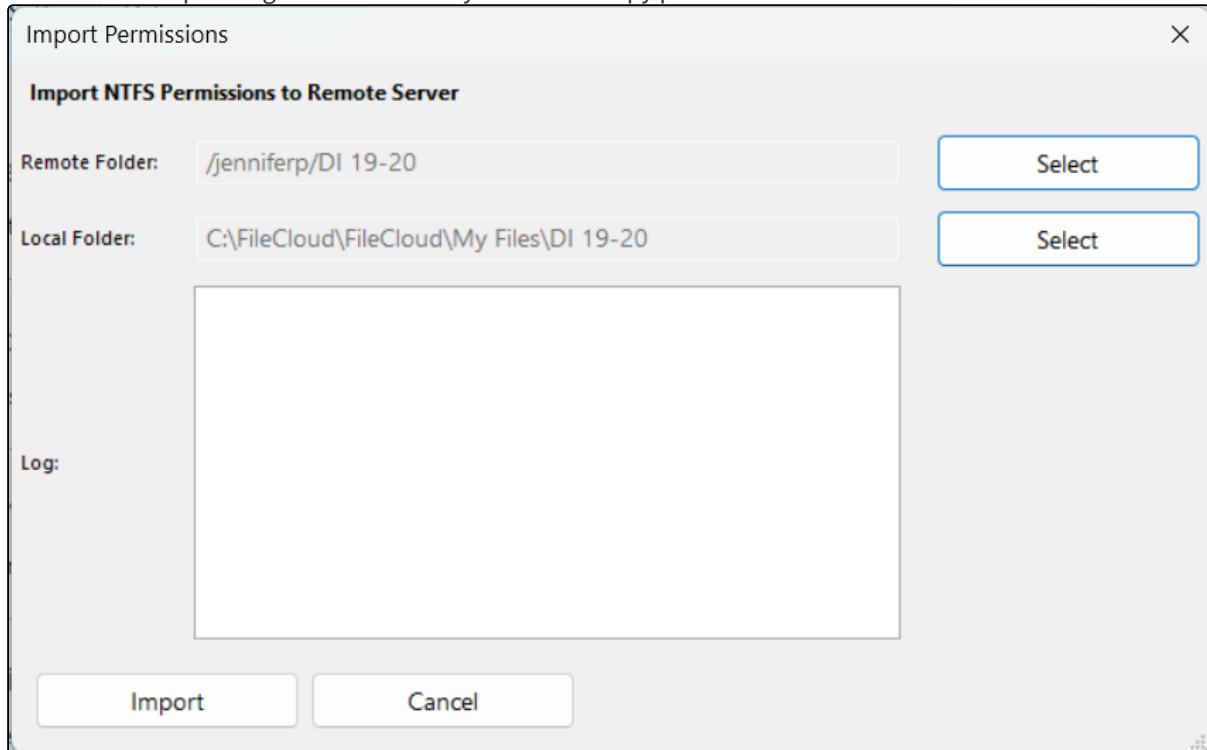 Import Permissions
Import NTFS Permissions to Remote Server
Remote Folder: /jenniferp/DI 19-20 Select
Local Folder: C:\FileCloud\FileCloud\My Files\DI 19-20 Select
Log:
Import Cancel